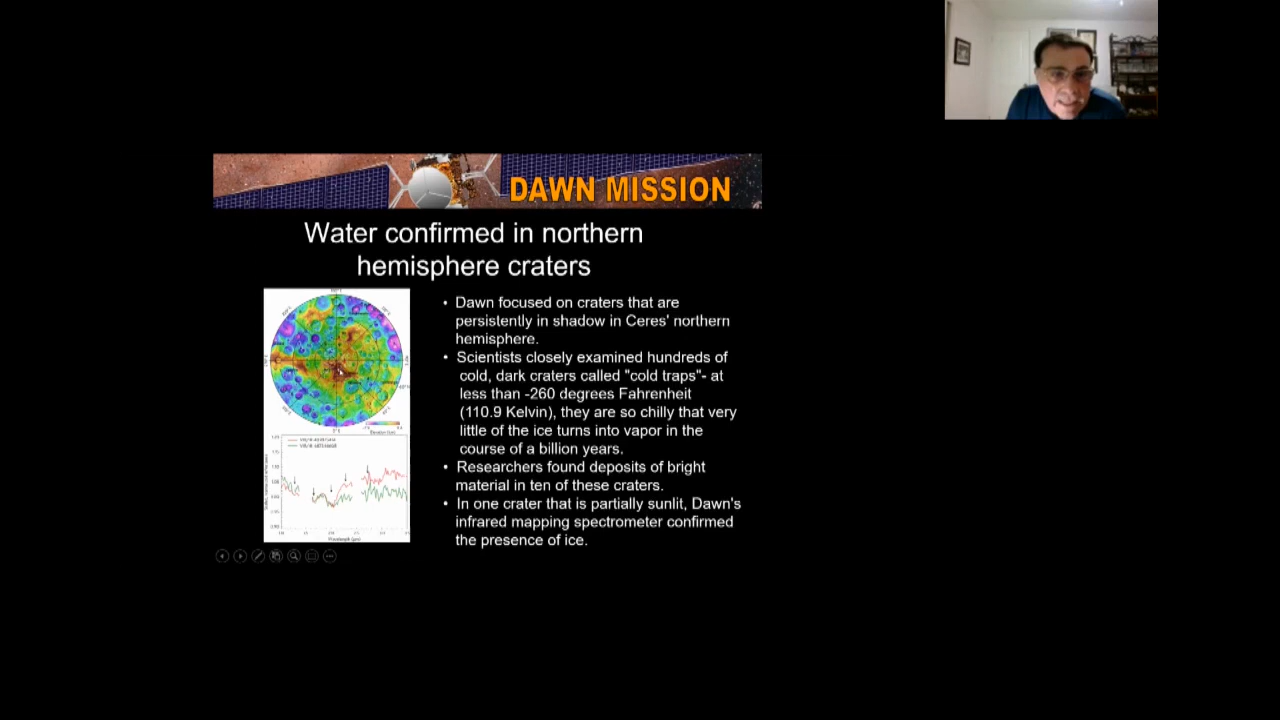 DAWN MISSION
Water confirmed in northern
hemisphere craters
• Dawn focused on craters that are
persistently in shadow in Ceres' northern
hemisphere.
• Scientists closely examined hundreds of
cold, dark craters called "cold traps"- at
less than -260 degrees Fahrenheit
(110.9 Kelvin), they are so chilly that very
little of the ice turns into vapor in the
course of a billion years.
• Researchers found deposits of bright
material in ten of these craters.
• In one crater that is partially sunlit, Dawn's
infrared mapping spectrometer confirmed
the presence of ice.